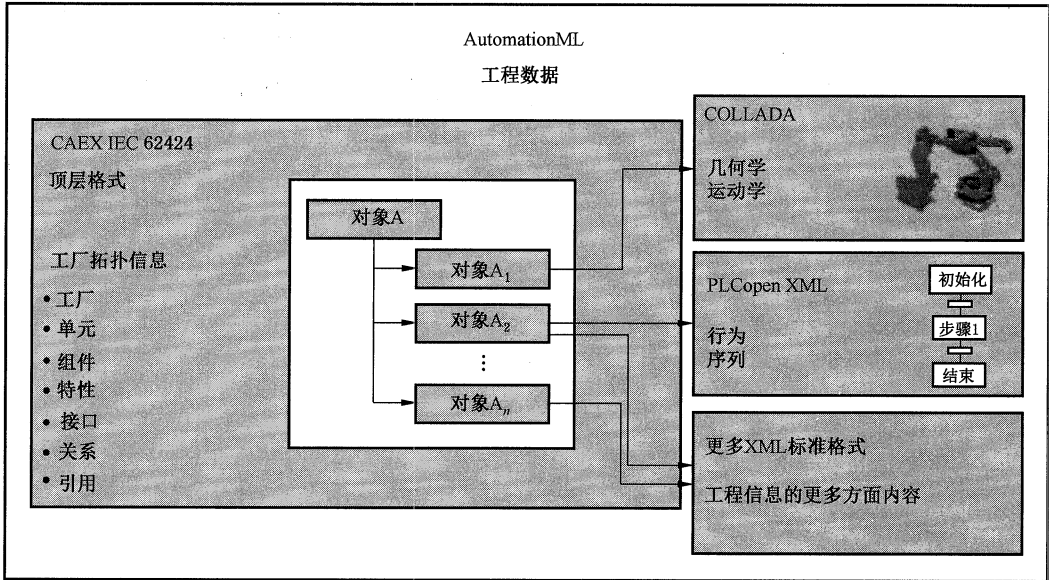 AutomationML
工程数据
CAEX IEC 62424
顶层格式
工厂拓扑信息
• 工厂
• 单元
• 组件
• 特性
• 接口
• 关系
• 引用
对象A
对象A₁
对象A₂
⋮
对象Aₙ
COLLADA
几何学
运动学
PLCopen XML
行为
序列
初始化
步骤1
结束
更多XML标准格式
工程信息的更多方面内容